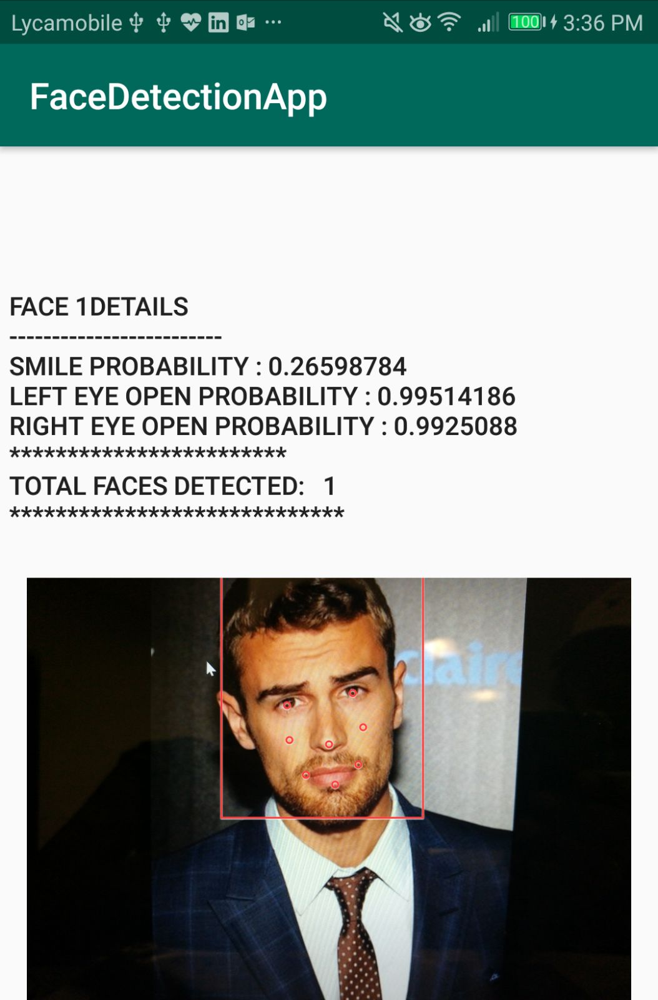 Lycamobile
100
3:36 PM
FaceDetectionApp
FACE 1DETAILS
-------------------------
SMILE PROBABILITY : 0.26598784
LEFT EYE OPEN PROBABILITY : 0.99514186
RIGHT EYE OPEN PROBABILITY : 0.9925088
************************
TOTAL FACES DETECTED: 1
*****************************
claire